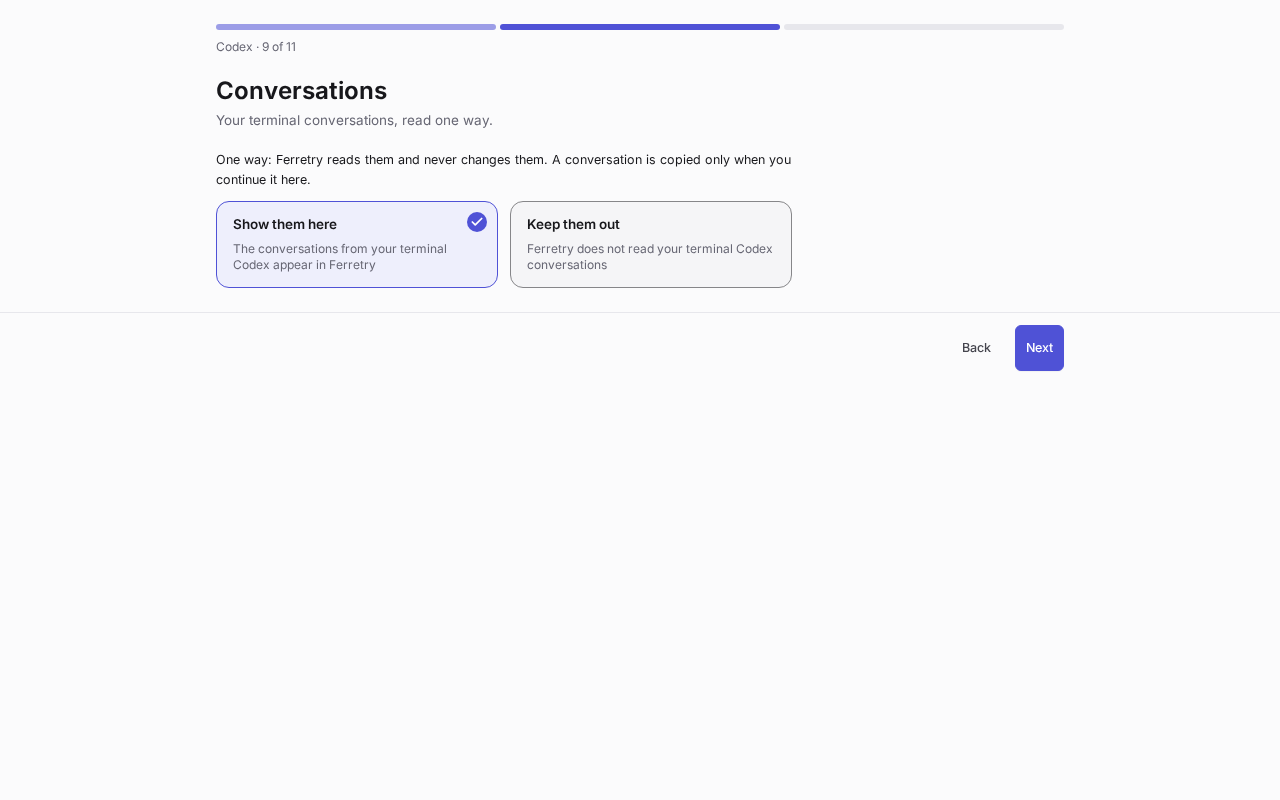 Codex · 9 of 11
Conversations
Your terminal conversations, read one way.
One way: Ferretry reads them and never changes them. A conversation is copied only when you
continue it here.
Show them here
The conversations from your terminal
Codex appear in Ferretry
Keep them out
Ferretry does not read your terminal Codex
conversations
Back
Next